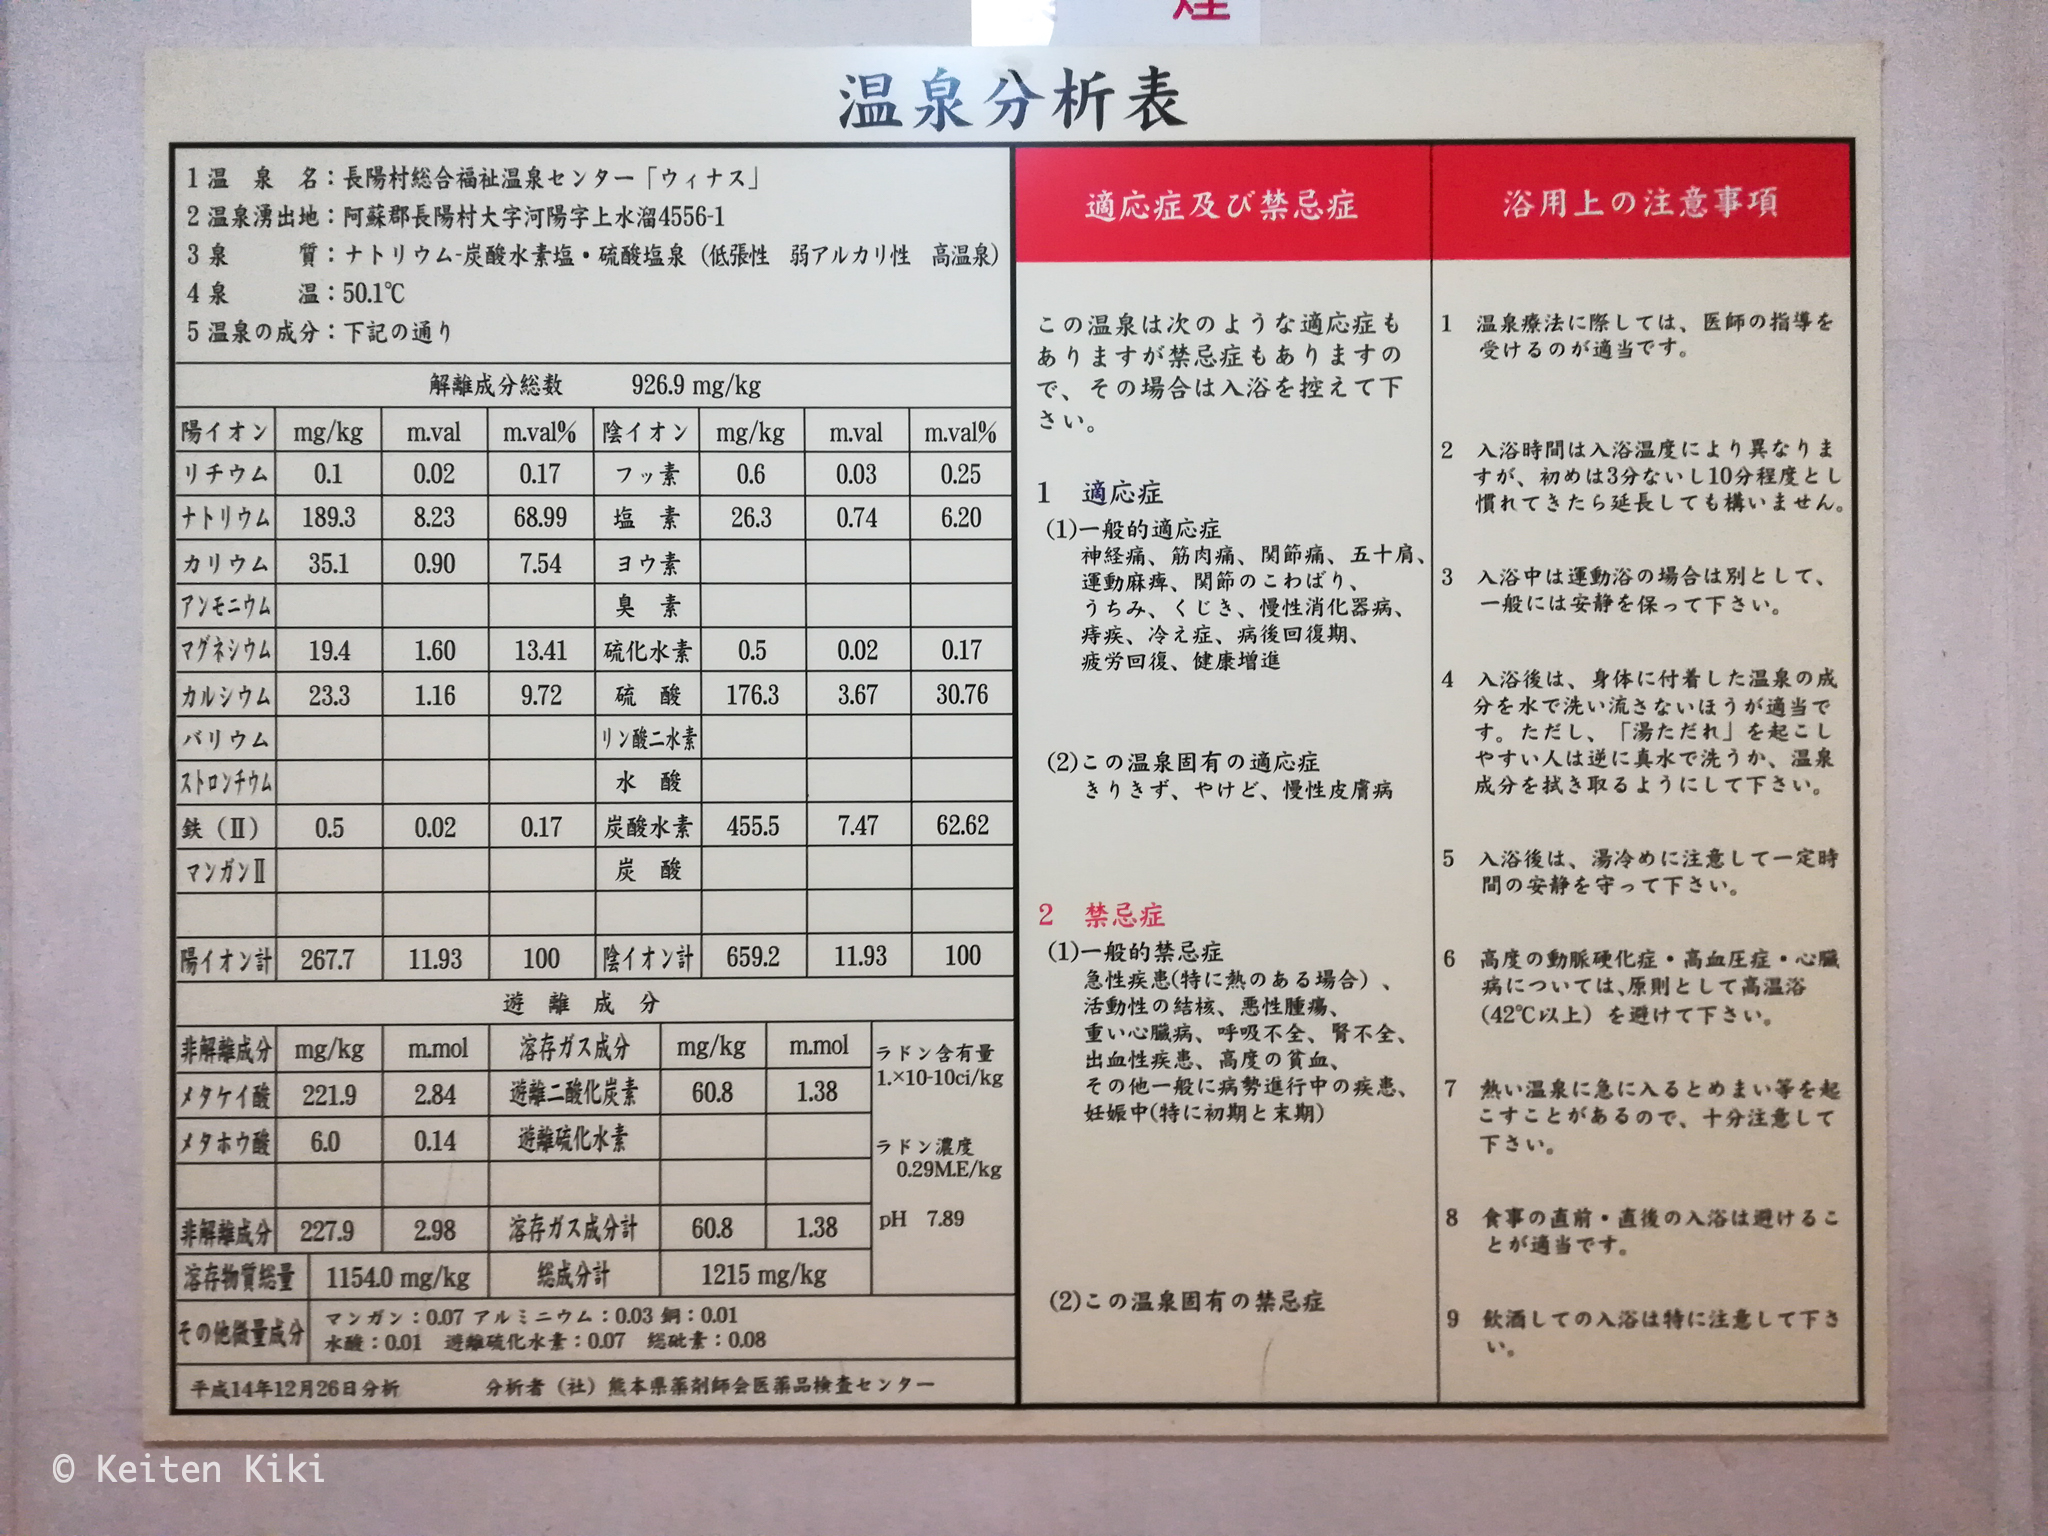 温泉分析表
1 温　泉　名：長陽村総合福祉温泉センター「ウィナス」
2 温泉湧出地：阿蘇郡長陽村大字河陽字上水溜4556-1
3 泉　　　質：ナトリウム-炭酸水素塩・硫酸塩泉（低張性　弱アルカリ性　高温泉）
4 泉　　　温：50.1℃
5 温泉の成分：下記の通り
解離成分総数　926.9 mg/kg
陽イオン mg/kg m.val m.val% 陰イオン mg/kg m.val m.val%
リチウム 0.1 0.02 0.17 フッ素 0.6 0.03 0.25
ナトリウム 189.3 8.23 68.99 塩　素 26.3 0.74 6.20
カリウム 35.1 0.90 7.54 ヨウ素
アンモニウム 臭　素
マグネシウム 19.4 1.60 13.41 硫化水素 0.5 0.02 0.17
カルシウム 23.3 1.16 9.72 硫　酸 176.3 3.67 30.76
バリウム リン酸二水素
ストロンチウム 水　酸
鉄（Ⅱ） 0.5 0.02 0.17 炭酸水素 455.5 7.47 62.62
マンガンⅡ 炭　酸
陽イオン計 267.7 11.93 100 陰イオン計 659.2 11.93 100
遊　離　成　分
非解離成分 mg/kg m.mol 溶存ガス成分 mg/kg m.mol
メタケイ酸 221.9 2.84 遊離二酸化炭素 60.8 1.38
メタホウ酸 6.0 0.14 遊離硫化水素
非解離成分 227.9 2.98 溶存ガス成分計 60.8 1.38
ラドン含有量
1.×10-10ci/kg
ラドン濃度
0.29M.E/kg
pH　7.89
溶存物質総量 1154.0 mg/kg 総成分計 1215 mg/kg
その他微量成分
マンガン：0.07 アルミニウム：0.03 銅：0.01
水酸：0.01　遊離硫化水素：0.07　総砒素：0.08
平成14年12月26日分析　分析者（社）熊本県薬剤師会医薬品検査センター
適応症及び禁忌症
この温泉は次のような適応症も
ありますが禁忌症もありますの
で、その場合は入浴を控えて下
さい。
1　適応症
(1)一般的適応症
神経痛、筋肉痛、関節痛、五十肩、
運動麻痺、関節のこわばり、
うちみ、くじき、慢性消化器病、
痔疾、冷え症、病後回復期、
疲労回復、健康増進
(2)この温泉固有の適応症
きりきず、やけど、慢性皮膚病
2　禁忌症
(1)一般的禁忌症
急性疾患(特に熱のある場合）、
活動性の結核、悪性腫瘍、
重い心臓病、呼吸不全、腎不全、
出血性疾患、高度の貧血、
その他一般に病勢進行中の疾患、
妊娠中(特に初期と末期)
(2)この温泉固有の禁忌症
浴用上の注意事項
1　温泉療法に際しては、医師の指導を
受けるのが適当です。
2　入浴時間は入浴温度により異なりま
すが、初めは3分ないし10分程度とし
慣れてきたら延長しても構いません。
3　入浴中は運動浴の場合は別として、
一般には安静を保って下さい。
4　入浴後は、身体に付着した温泉の成
分を水で洗い流さないほうが適当で
す。ただし、「湯ただれ」を起こし
やすい人は逆に真水で洗うか、温泉
成分を拭き取るようにして下さい。
5　入浴後は、湯冷めに注意して一定時
間の安静を守って下さい。
6　高度の動脈硬化症・高血圧症・心臓
病については、原則として高温浴
（42℃以上）を避けて下さい。
7　熱い温泉に急に入るとめまい等を起
こすことがあるので、十分注意して
下さい。
8　食事の直前・直後の入浴は避けるこ
とが適当です。
9　飲酒しての入浴は特に注意して下さ
い。
© Keiten Kiki